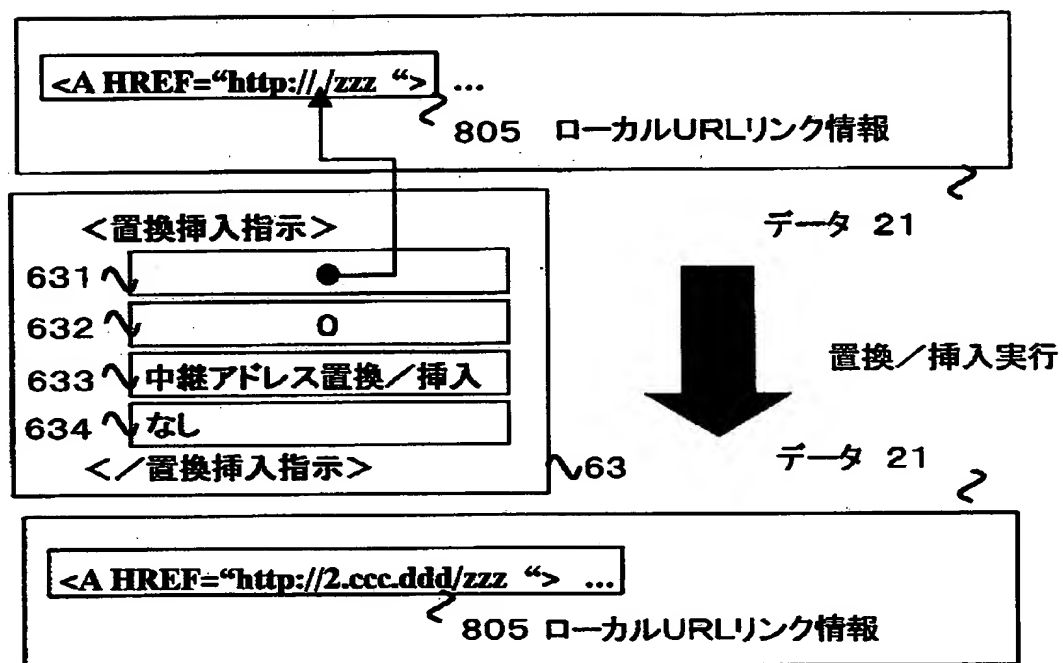 <A HREF="http://./zzz “> ...
805 ローカルURLリンク情報
データ 21
<置換挿入指示>
631
632 0
633 中継アドレス置換/挿入
634 なし
</置換挿入指示>
63
置換/挿入実行
データ 21
<A HREF=“http://2.ccc.ddd/zzz “> ...
805 ローカルURLリンク情報